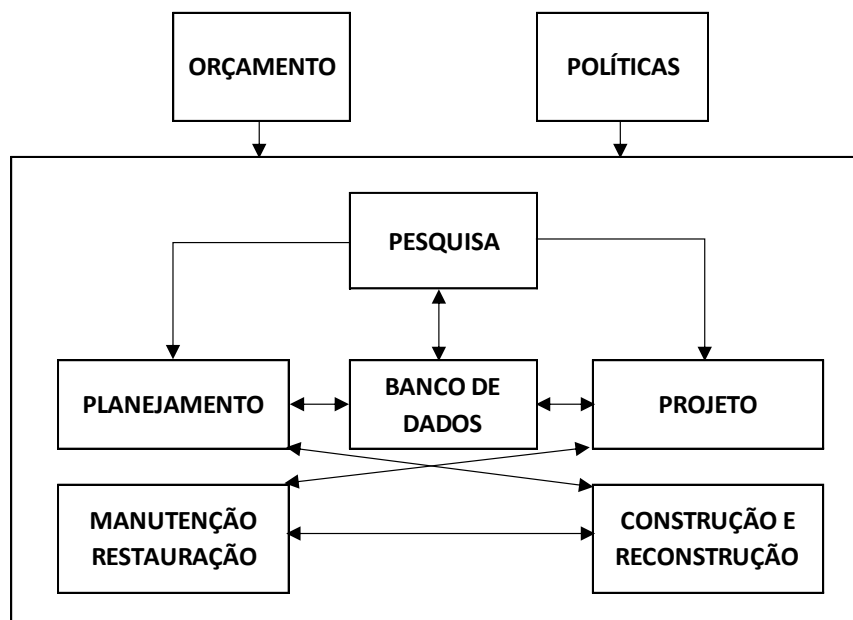 ORÇAMENTO
POLÍTICAS
PESQUISA
PLANEJAMENTO
BANCO DE
DADOS
PROJETO
MANUTENÇÃO
RESTAURAÇÃO
CONSTRUÇÃO E
RECONSTRUÇÃO